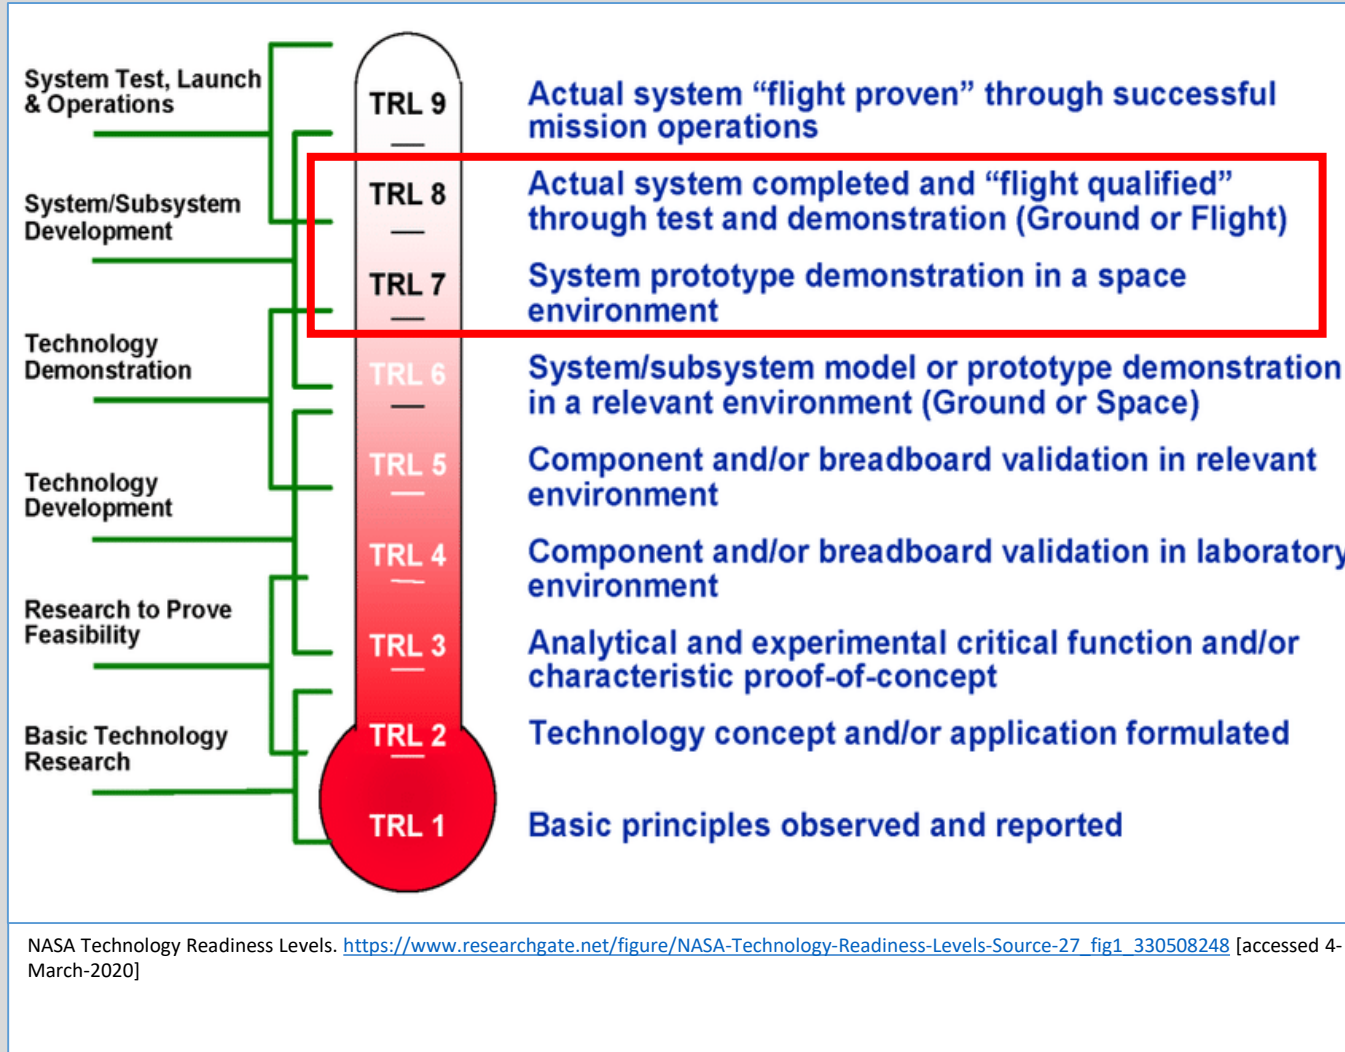 System Test, Launch
& Operations
System/Subsystem
Development
Technology
Demonstration
Technology
Development
Research to Prove
Feasibility
Basic Technology
Research
TRL 9
TRL 8
TRL 7
TRL 6
TRL 5
TRL 4
TRL 3
TRL 2
TRL 1
Actual system “flight proven” through successful
mission operations
Actual system completed and “flight qualified”
through test and demonstration (Ground or Flight)
System prototype demonstration in a space
environment
System/subsystem model or prototype demonstration
in a relevant environment (Ground or Space)
Component and/or breadboard validation in relevant
environment
Component and/or breadboard validation in laboratory
environment
Analytical and experimental critical function and/or
characteristic proof-of-concept
Technology concept and/or application formulated
Basic principles observed and reported
NASA Technology Readiness Levels. https://www.researchgate.net/figure/NASA-Technology-Readiness-Levels-Source-27_fig1_330508248 [accessed 4-
March-2020]